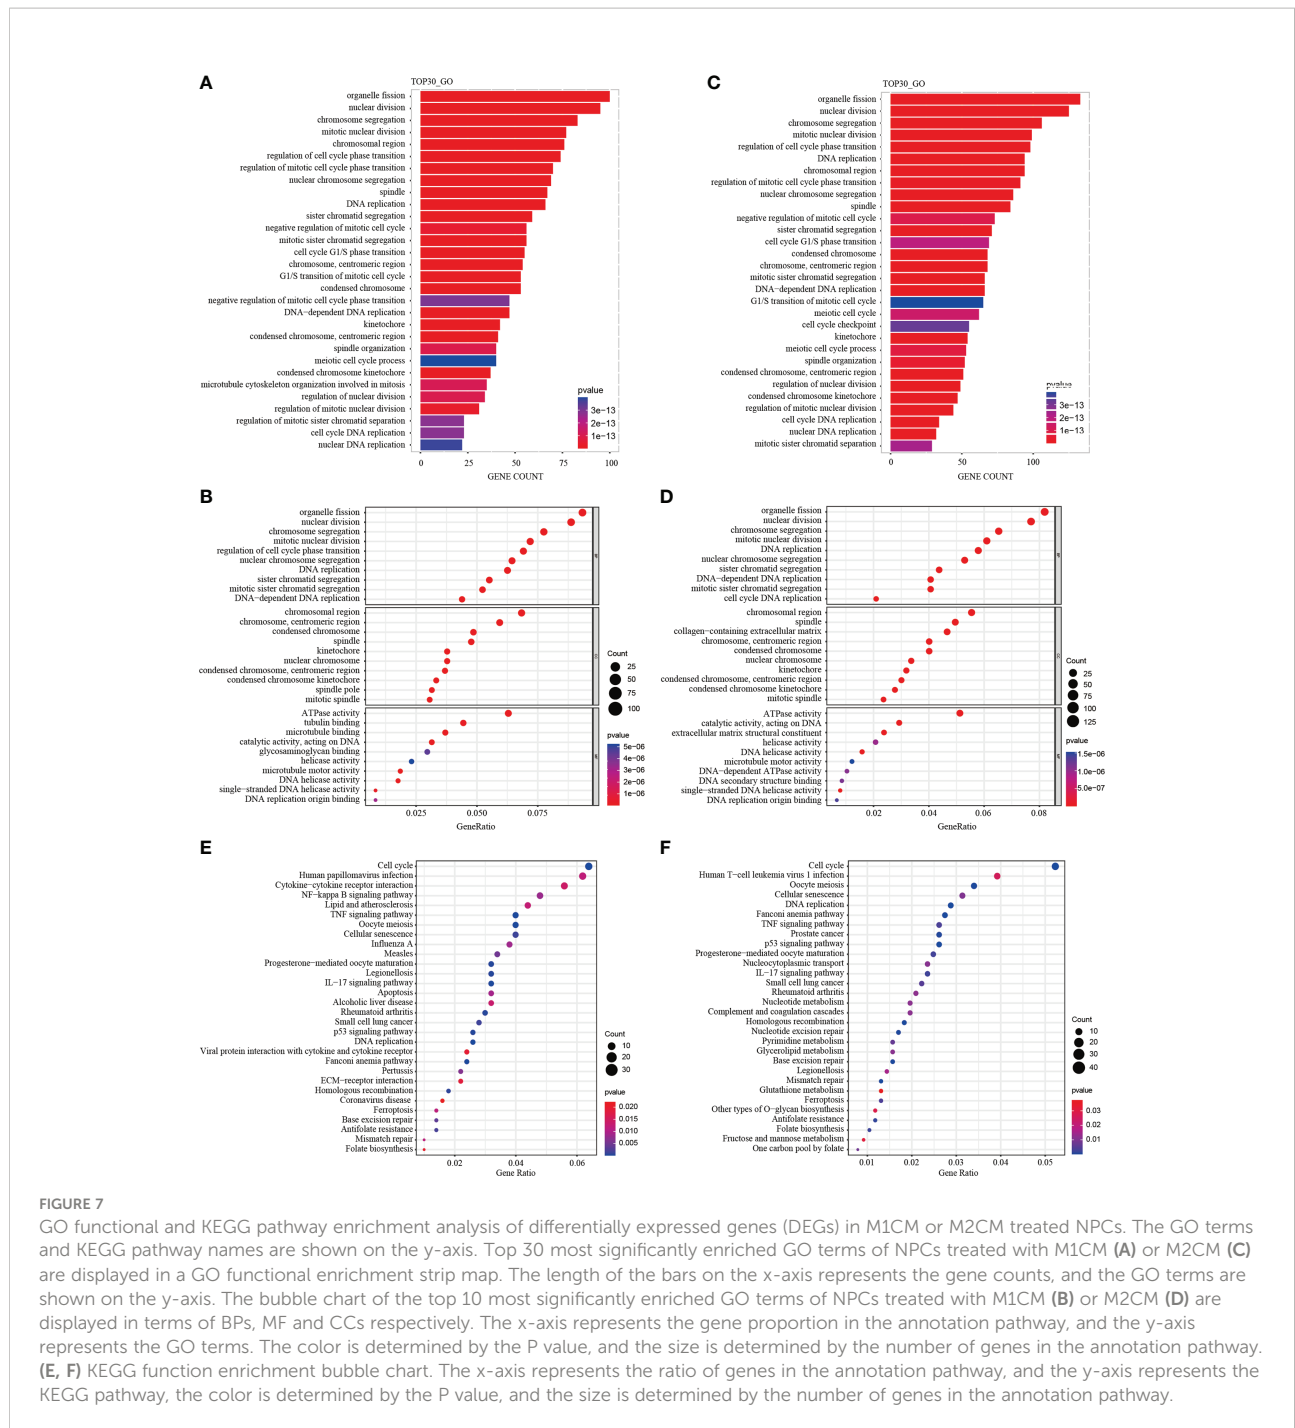 A
TOP30_GO
organelle fission
nuclear division
chromosome segregation
mitotic nuclear division
chromosomal region
regulation of cell cycle phase transition
regulation of mitotic cell cycle phase transition
nuclear chromosome segregation
spindle
DNA replication
sister chromatid segregation
negative regulation of mitotic cell cycle
mitotic sister chromatid segregation
cell cycle G1/S phase transition
chromosome, centromeric region
G1/S transition of mitotic cell cycle
condensed chromosome
negative regulation of mitotic cell cycle phase transition
DNA−dependent DNA replication
kinetochore
condensed chromosome, centromeric region
spindle organization
meiotic cell cycle process
condensed chromosome kinetochore
microtubule cytoskeleton organization involved in mitosis
regulation of nuclear division
regulation of mitotic nuclear division
regulation of mitotic sister chromatid separation
cell cycle DNA replication
nuclear DNA replication
pvalue
3e−13
2e−13
1e−13
0 25 50 75 100
GENE COUNT
C
TOP30_GO
organelle fission
nuclear division
chromosome segregation
mitotic nuclear division
regulation of cell cycle phase transition
DNA replication
chromosomal region
regulation of mitotic cell cycle phase transition
nuclear chromosome segregation
spindle
negative regulation of mitotic cell cycle
sister chromatid segregation
cell cycle G1/S phase transition
condensed chromosome
chromosome, centromeric region
mitotic sister chromatid segregation
DNA−dependent DNA replication
G1/S transition of mitotic cell cycle
meiotic cell cycle
cell cycle checkpoint
kinetochore
meiotic cell cycle process
spindle organization
condensed chromosome, centromeric region
regulation of nuclear division
condensed chromosome kinetochore
regulation of mitotic nuclear division
cell cycle DNA replication
nuclear DNA replication
mitotic sister chromatid separation
pvalue
3e−13
2e−13
1e−13
0 50 100
GENE COUNT
B
organelle fission
nuclear division
chromosome segregation
mitotic nuclear division
regulation of cell cycle phase transition
nuclear chromosome segregation
DNA replication
sister chromatid segregation
mitotic sister chromatid segregation
DNA−dependent DNA replication
chromosomal region
chromosome, centromeric region
condensed chromosome
spindle
kinetochore
nuclear chromosome
condensed chromosome, centromeric region
condensed chromosome kinetochore
spindle pole
mitotic spindle
ATPase activity
tubulin binding
microtubule binding
catalytic activity, acting on DNA
glycosaminoglycan binding
helicase activity
microtubule motor activity
DNA helicase activity
single−stranded DNA helicase activity
DNA replication origin binding
0.025 0.050 0.075
GeneRatio
Count
25
50
75
100
pvalue
5e−06
4e−06
3e−06
2e−06
1e−06
D
organelle fission
nuclear division
chromosome segregation
mitotic nuclear division
DNA replication
nuclear chromosome segregation
sister chromatid segregation
DNA−dependent DNA replication
mitotic sister chromatid segregation
cell cycle DNA replication
chromosomal region
spindle
collagen−containing extracellular matrix
chromosome, centromeric region
condensed chromosome
nuclear chromosome
kinetochore
condensed chromosome, centromeric region
condensed chromosome kinetochore
mitotic spindle
ATPase activity
catalytic activity, acting on DNA
extracellular matrix structural constituent
helicase activity
DNA helicase activity
microtubule motor activity
DNA−dependent ATPase activity
DNA secondary structure binding
single−stranded DNA helicase activity
DNA replication origin binding
0.02 0.04 0.06 0.08
GeneRatio
Count
25
50
75
100
125
pvalue
1.5e−06
1.0e−06
5.0e−07
E
Cell cycle
Human papillomavirus infection
Cytokine−cytokine receptor interaction
NF−kappa B signaling pathway
Lipid and atherosclerosis
TNF signaling pathway
Oocyte meiosis
Cellular senescence
Influenza A
Measles
Progesterone−mediated oocyte maturation
Legionellosis
IL−17 signaling pathway
Apoptosis
Alcoholic liver disease
Rheumatoid arthritis
Small cell lung cancer
p53 signaling pathway
DNA replication
Viral protein interaction with cytokine and cytokine receptor
Fanconi anemia pathway
Pertussis
ECM−receptor interaction
Homologous recombination
Coronavirus disease
Ferroptosis
Base excision repair
Antifolate resistance
Mismatch repair
Folate biosynthesis
0.02 0.04 0.06
Gene Ratio
Count
10
20
30
pvalue
0.020
0.015
0.010
0.005
F
Cell cycle
Human T−cell leukemia virus 1 infection
Oocyte meiosis
Cellular senescence
DNA replication
Fanconi anemia pathway
TNF signaling pathway
Prostate cancer
p53 signaling pathway
Progesterone−mediated oocyte maturation
Nucleocytoplasmic transport
IL−17 signaling pathway
Small cell lung cancer
Rheumatoid arthritis
Nucleotide metabolism
Complement and coagulation cascades
Homologous recombination
Nucleotide excision repair
Pyrimidine metabolism
Glycerolipid metabolism
Base excision repair
Legionellosis
Mismatch repair
Glutathione metabolism
Ferroptosis
Other types of O−glycan biosynthesis
Antifolate resistance
Folate biosynthesis
Fructose and mannose metabolism
One carbon pool by folate
0.01 0.02 0.03 0.04 0.05
Gene Ratio
Count
10
20
30
40
pvalue
0.03
0.02
0.01
FIGURE 7
GO functional and KEGG pathway enrichment analysis of differentially expressed genes (DEGs) in M1CM or M2CM treated NPCs. The GO terms
and KEGG pathway names are shown on the y-axis. Top 30 most significantly enriched GO terms of NPCs treated with M1CM (A) or M2CM (C)
are displayed in a GO functional enrichment strip map. The length of the bars on the x-axis represents the gene counts, and the GO terms are
shown on the y-axis. The bubble chart of the top 10 most significantly enriched GO terms of NPCs treated with M1CM (B) or M2CM (D) are
displayed in terms of BPs, MF and CCs respectively. The x-axis represents the gene proportion in the annotation pathway, and the y-axis
represents the GO terms. The color is determined by the P value, and the size is determined by the number of genes in the annotation pathway.
(E, F) KEGG function enrichment bubble chart. The x-axis represents the ratio of genes in the annotation pathway, and the y-axis represents the
KEGG pathway, the color is determined by the P value, and the size is determined by the number of genes in the annotation pathway.